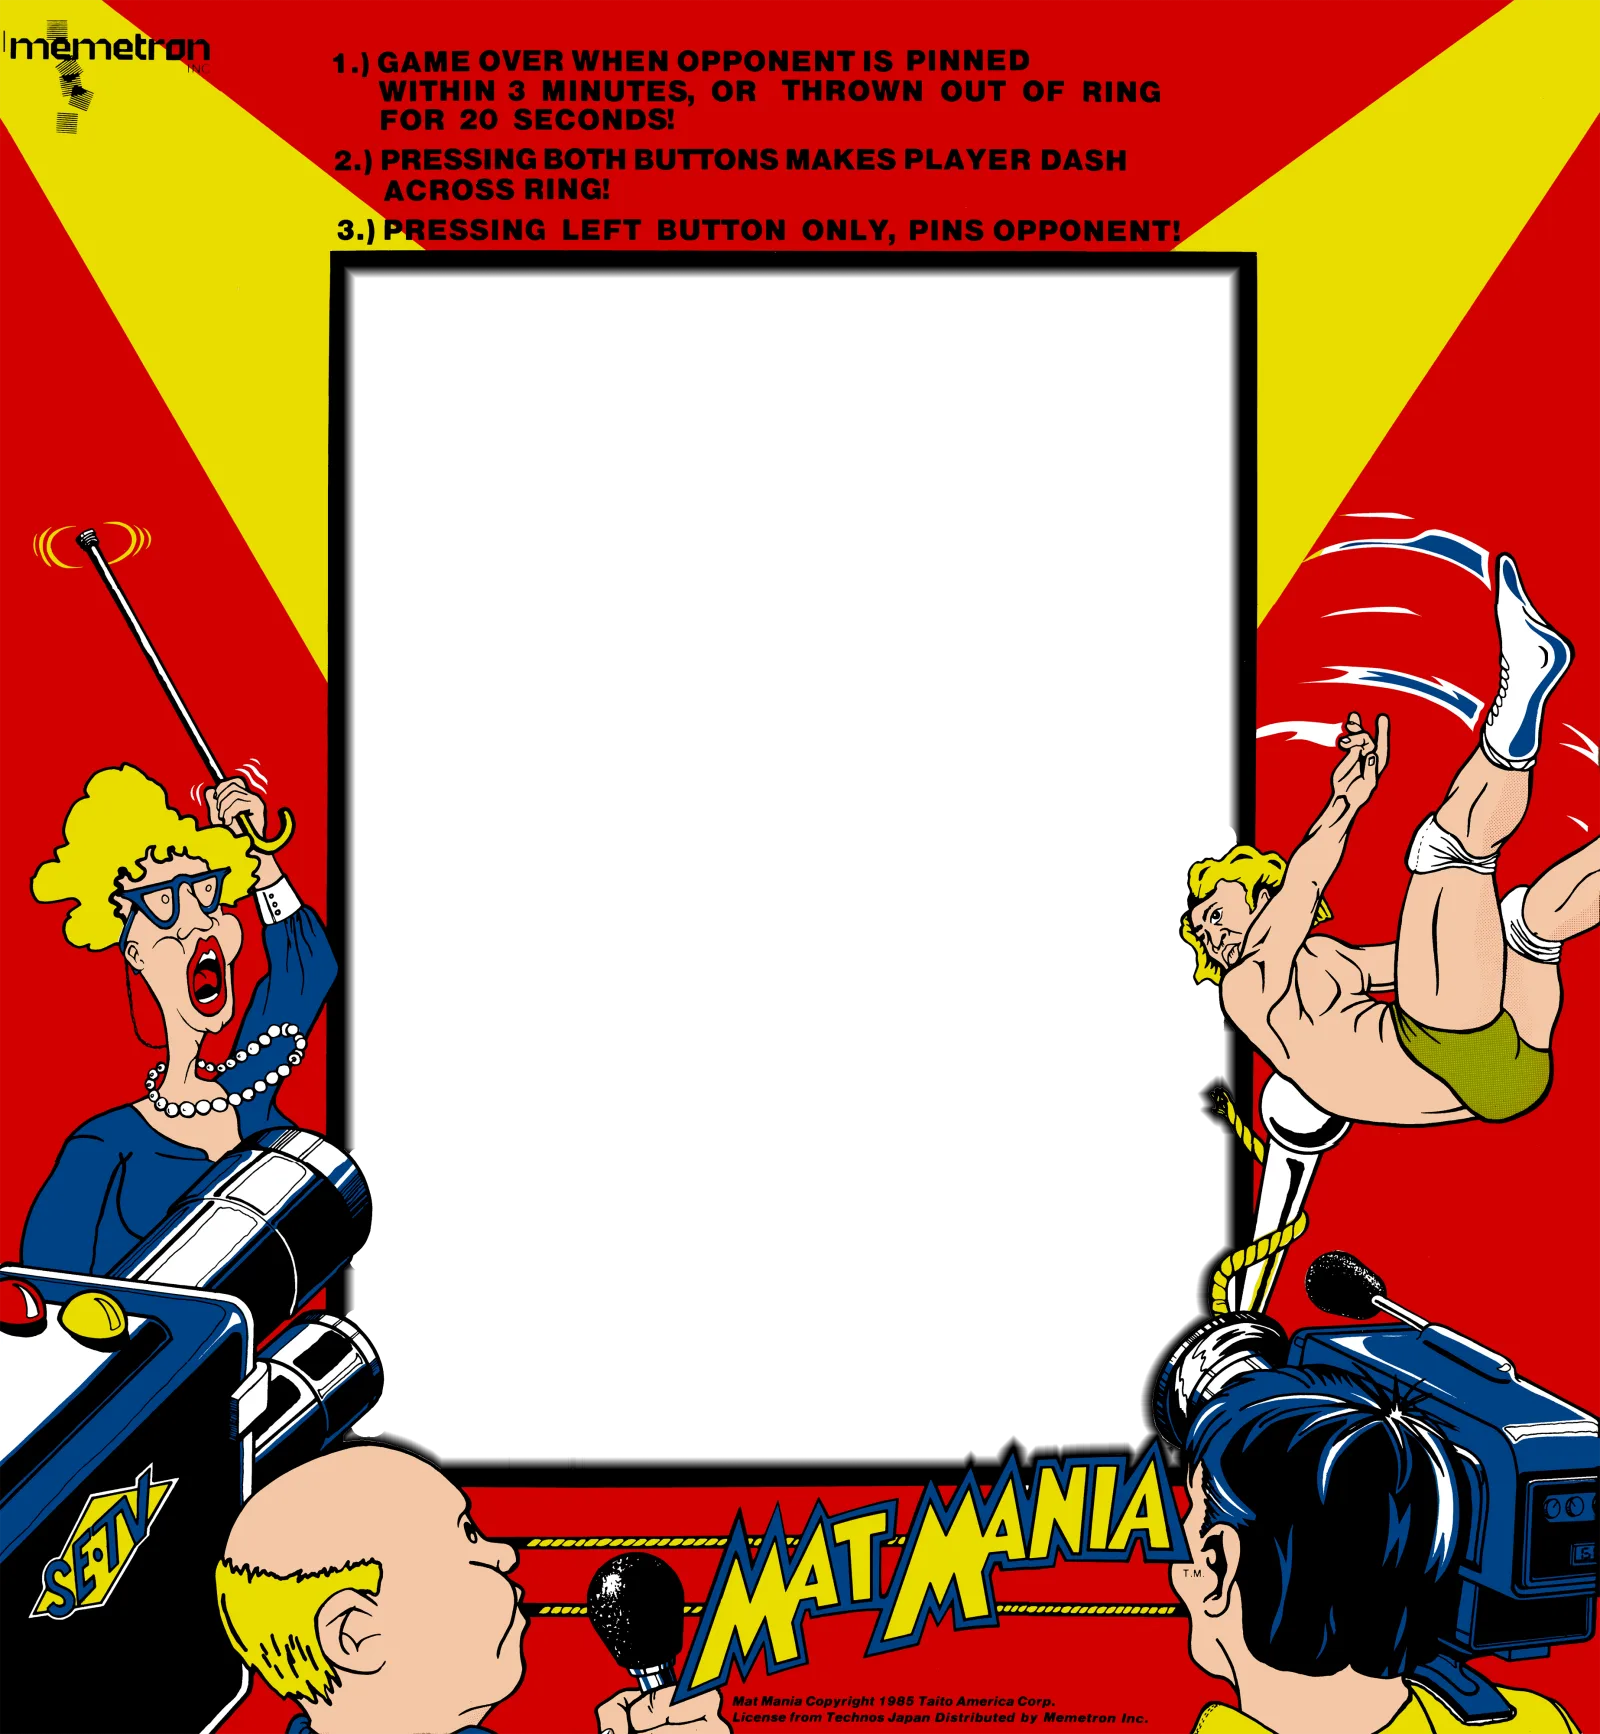 memetron
INC
1.) GAME OVER WHEN OPPONENT IS PINNED
WITHIN 3 MINUTES, OR THROWN OUT OF RING
FOR 20 SECONDS!
2.) PRESSING BOTH BUTTONS MAKES PLAYER DASH
ACROSS RING!
3.) PRESSING LEFT BUTTON ONLY, PINS OPPONENT!
SE·TV
MAT MANIA
T.M.
S
Mat Mania Copyright 1985 Taito America Corp.
License from Technos Japan Distributed by Memetron Inc.